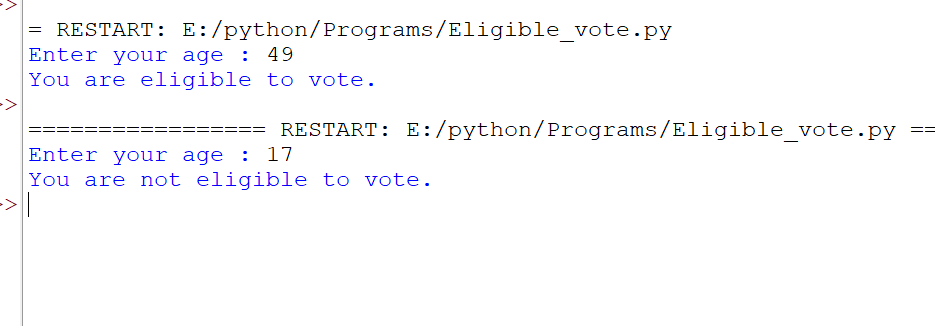 >>
= RESTART: E:/python/Programs/Eligible_vote.py
Enter your age : 49
You are eligible to vote.
>>
================= RESTART: E:/python/Programs/Eligible_vote.py ==
Enter your age : 17
You are not eligible to vote.
>>